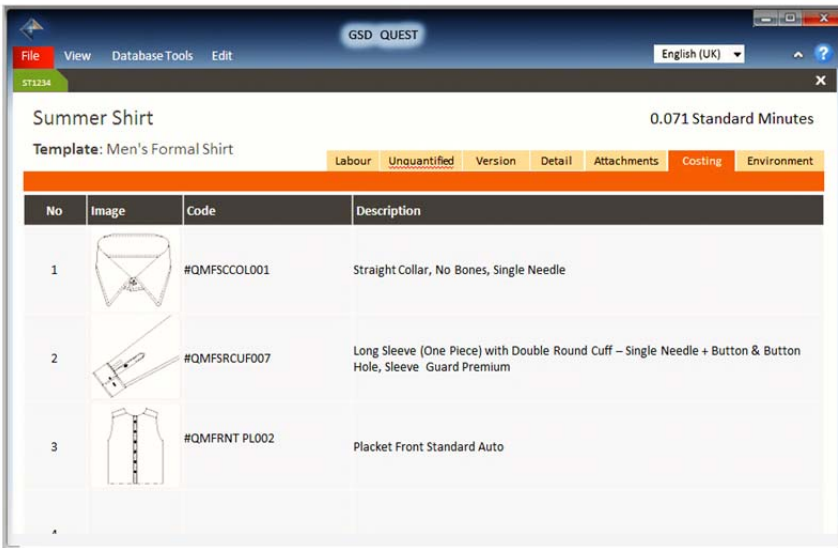 GSD QUEST
File View Database Tools Edit
English (UK)
ST1234
Summer Shirt
0.071 Standard Minutes
Template: Men's Formal Shirt
Labour Unquantified Version Detail Attachments Costing Environment
No Image Code Description
1 #QMFSCCOL001 Straight Collar, No Bones, Single Needle
2 #QMFSRCUF007 Long Sleeve (One Piece) with Double Round Cuff – Single Needle + Button & Button
Hole, Sleeve Guard Premium
3 #QMFRNT PL002 Placket Front Standard Auto